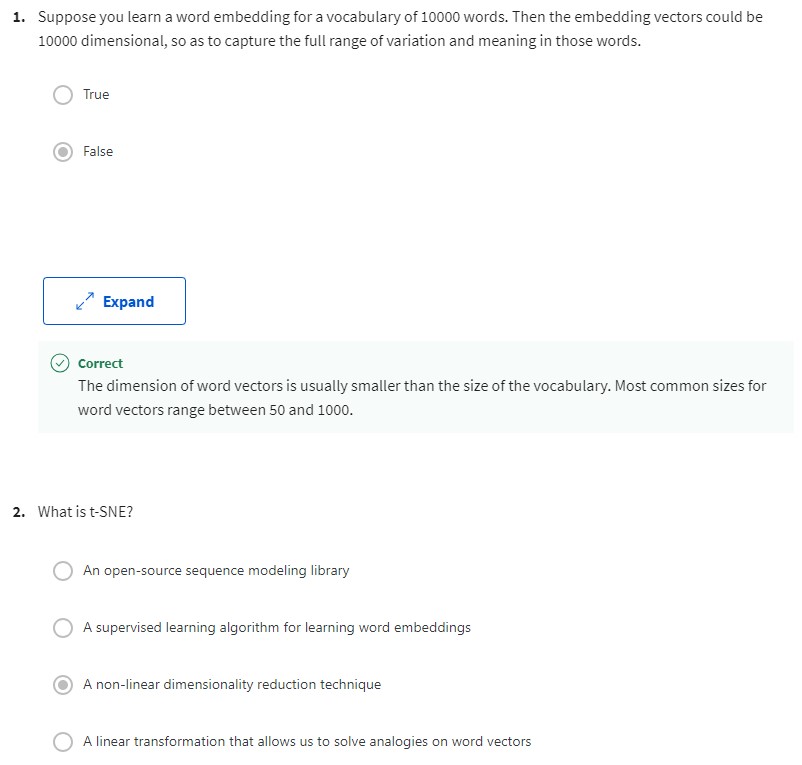 1. Suppose you learn a word embedding for a vocabulary of 10000 words. Then the embedding vectors could be
10000 dimensional, so as to capture the full range of variation and meaning in those words.
True
False
Expand
Correct
The dimension of word vectors is usually smaller than the size of the vocabulary. Most common sizes for
word vectors range between 50 and 1000.
2. What is t-SNE?
An open-source sequence modeling library
A supervised learning algorithm for learning word embeddings
A non-linear dimensionality reduction technique
A linear transformation that allows us to solve analogies on word vectors